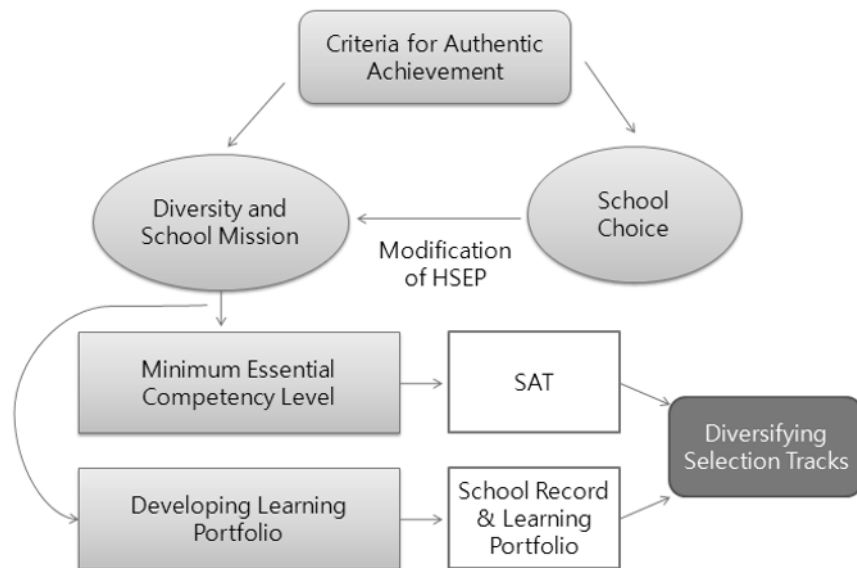 Criteria for Authentic
Achievement
Diversity and
School Mission
School
Choice
Modification
of HSEP
Minimum Essential
Competency Level
SAT
Diversifying
Selection Tracks
Developing Learning
Portfolio
School Record
& Learning
Portfolio